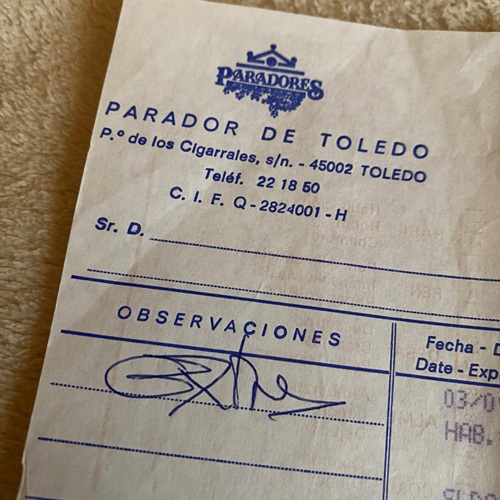 PARADORES
PARADOR DE TOLEDO
P.º de los Cigarrales, s/n. - 45002 TOLEDO
Teléf. 22 18 50
C. I. F. Q - 2824001 - H
Sr. D.
OBSERVACIONES
Fecha - D
Date - Exp
03/0
HAB.